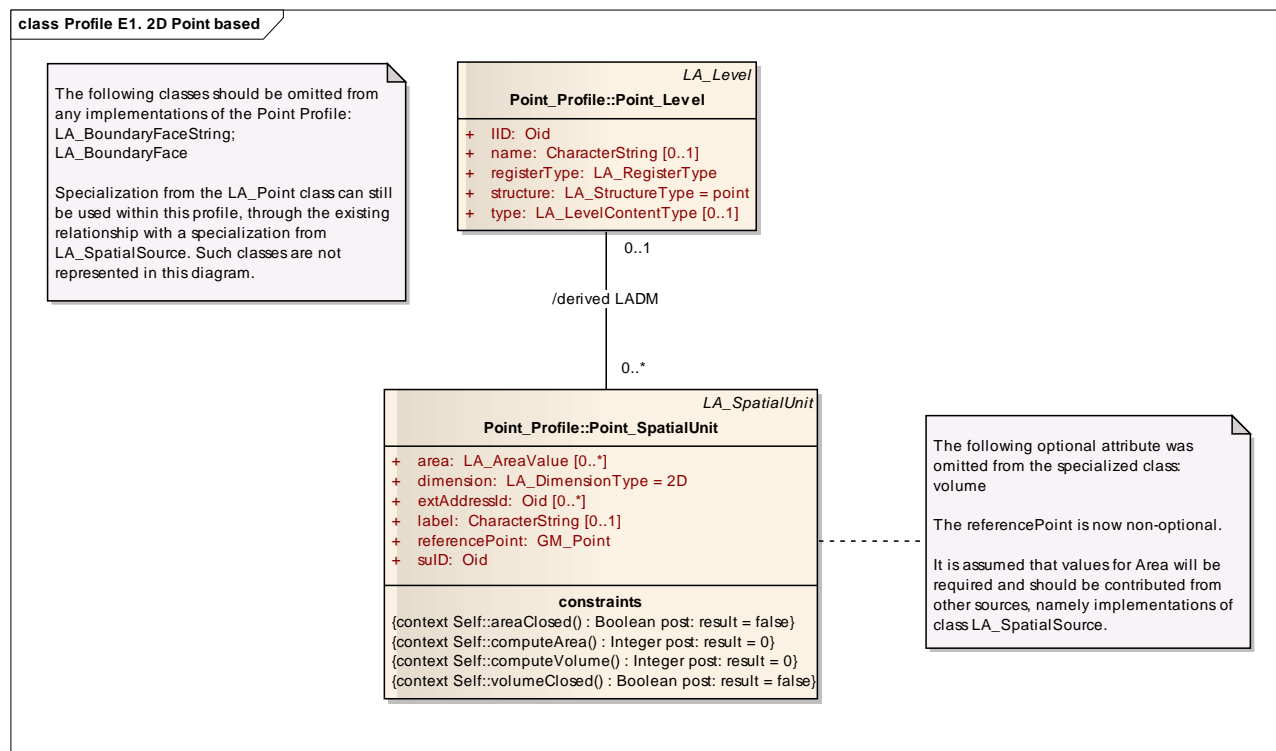 class Profile E1. 2D Point based
The following classes should be omitted from
any implementations of the Point Profile:
LA_BoundaryFaceString;
LA_BoundaryFace
Specialization from the LA_Point class can still
be used within this profile, through the existing
relationship with a specialization from
LA_SpatialSource. Such classes are not
represented in this diagram.
LA_Level
Point_Profile::Point_Level
+ lID: Oid
+ name: CharacterString [0..1]
+ registerType: LA_RegisterType
+ structure: LA_StructureType = point
+ type: LA_LevelContentType [0..1]
0..1
/derived LADM
0..*
LA_SpatialUnit
Point_Profile::Point_SpatialUnit
+ area: LA_AreaValue [0..*]
+ dimension: LA_DimensionType = 2D
+ extAddressId: Oid [0..*]
+ label: CharacterString [0..1]
+ referencePoint: GM_Point
+ suID: Oid
constraints
{context Self::areaClosed() : Boolean post: result = false}
{context Self::computeArea() : Integer post: result = 0}
{context Self::computeVolume() : Integer post: result = 0}
{context Self::volumeClosed() : Boolean post: result = false}
The following optional attribute was
omitted from the specialized class:
volume
The referencePoint is now non-optional.
It is assumed that values for Area will be
required and should be contributed from
other sources, namely implementations of
class LA_SpatialSource.